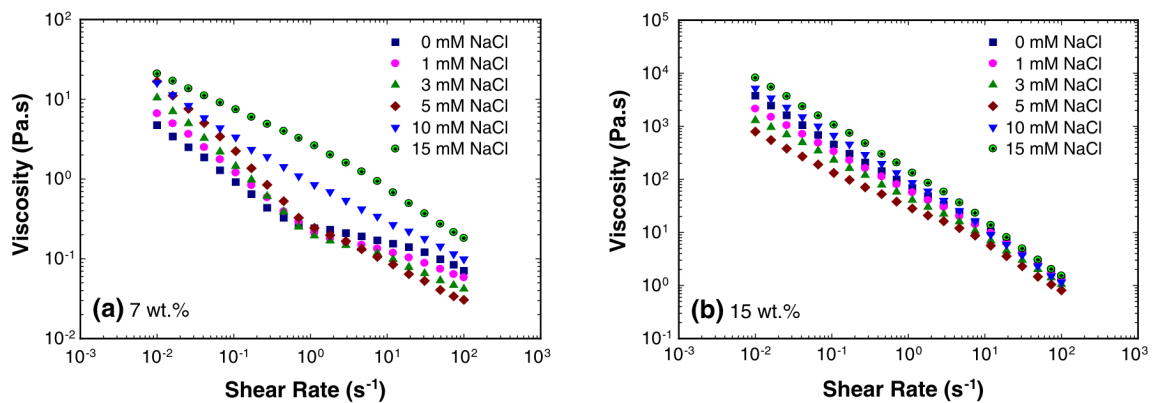 10²
10¹
10⁰
10⁻¹
10⁻²
Viscosity (Pa.s)
0 mM NaCl
1 mM NaCl
3 mM NaCl
5 mM NaCl
10 mM NaCl
15 mM NaCl
(a) 7 wt.%
10⁻³ 10⁻² 10⁻¹ 10⁰ 10¹ 10² 10³
Shear Rate (s⁻¹)
10⁵
10⁴
10³
10²
10¹
10⁰
10⁻¹
Viscosity (Pa.s)
0 mM NaCl
1 mM NaCl
3 mM NaCl
5 mM NaCl
10 mM NaCl
15 mM NaCl
(b) 15 wt.%
10⁻³ 10⁻² 10⁻¹ 10⁰ 10¹ 10² 10³
Shear Rate (s⁻¹)